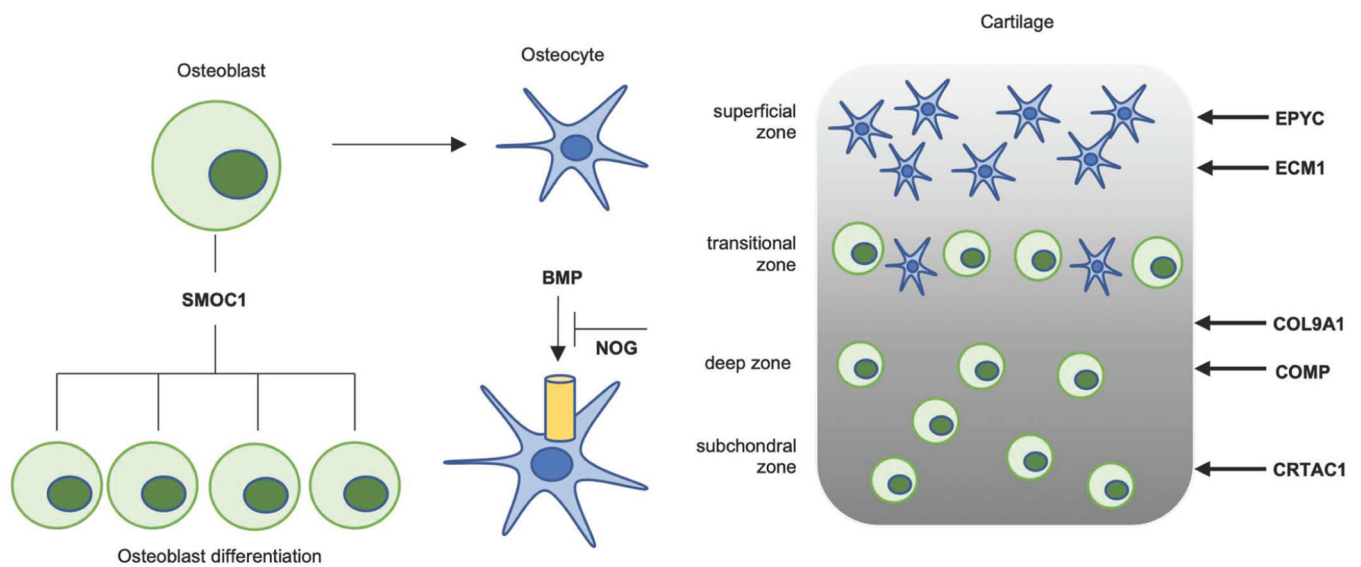 Osteoblast
Osteocyte
SMOC1
BMP
NOG
Osteoblast differentiation
Cartilage
superficial
zone
transitional
zone
deep zone
subchondral
zone
EPYC
ECM1
COL9A1
COMP
CRTAC1